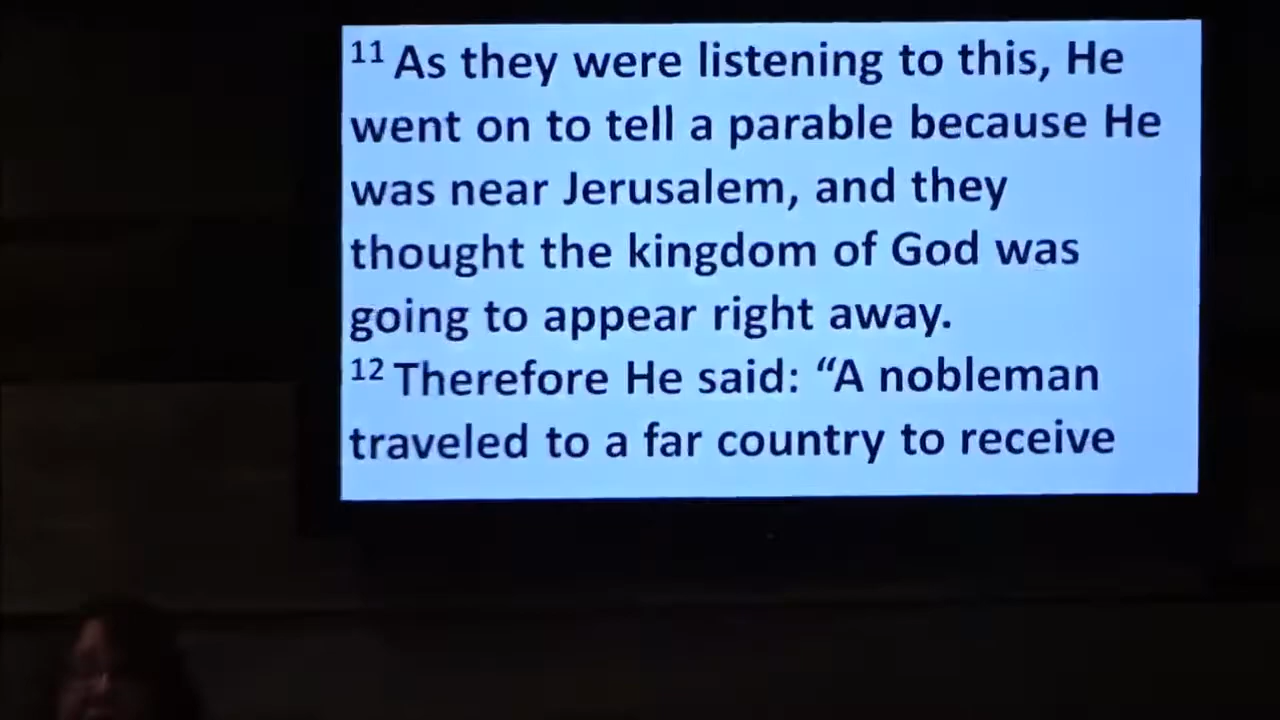 11 As they were listening to this, He
went on to tell a parable because He
was near Jerusalem, and they
thought the kingdom of God was
going to appear right away.
12 Therefore He said: “A nobleman
traveled to a far country to receive